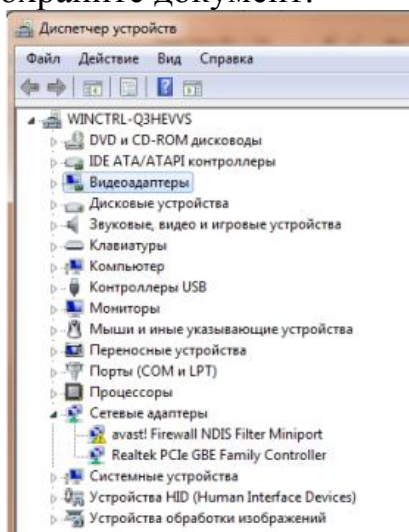 охраните документ.
Диспетчер устройств
Файл Действие Вид Справка
WINCTRL-Q3HEVVS
DVD и CD-ROM дисководы
IDE ATA/ATAPI контроллеры
Видеоадаптеры
Дисковые устройства
Звуковые, видео и игровые устройства
Клавиатуры
Компьютер
Контроллеры USB
Мониторы
Мыши и иные указывающие устройства
Переносные устройства
Порты (COM и LPT)
Процессоры
Сетевые адаптеры
avast! Firewall NDIS Filter Miniport
Realtek PCIe GBE Family Controller
Системные устройства
Устройства HID (Human Interface Devices)
Устройства обработки изображений